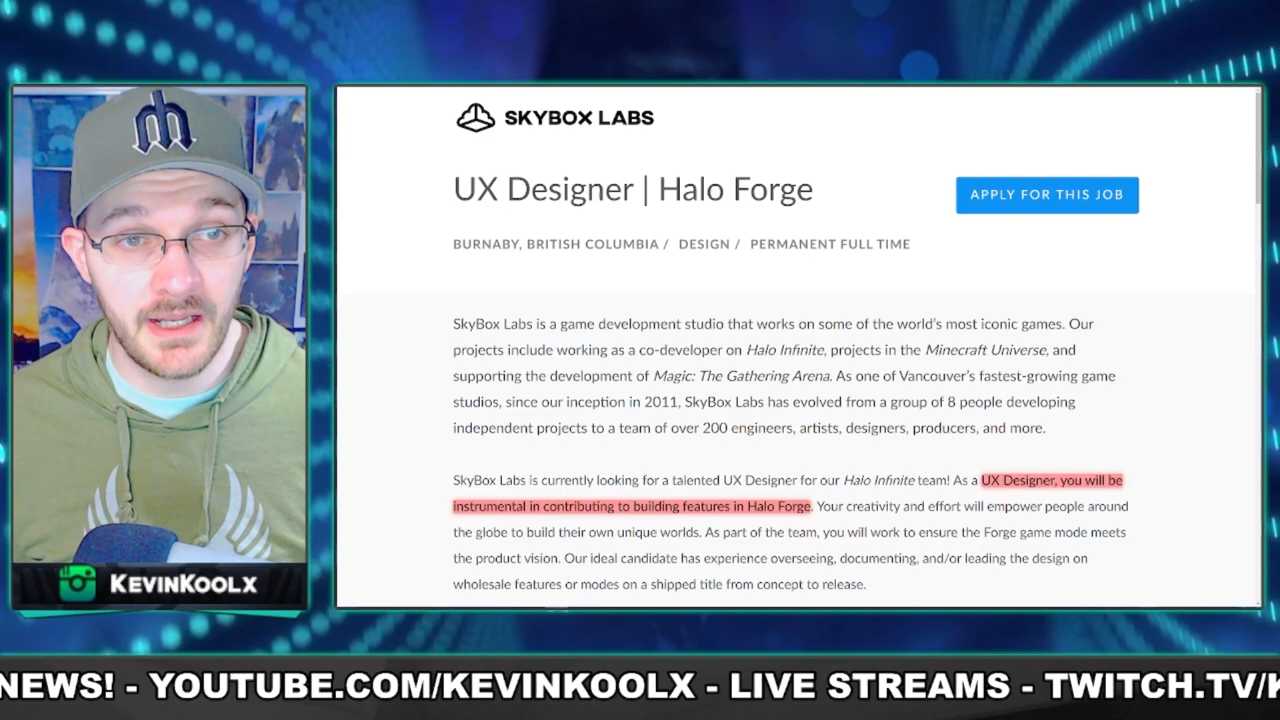 SKYBOX LABS
UX Designer | Halo Forge
APPLY FOR THIS JOB
BURNABY, BRITISH COLUMBIA / DESIGN / PERMANENT FULL TIME
SkyBox Labs is a game development studio that works on some of the world's most iconic games. Our
projects include working as a co-developer on Halo Infinite, projects in the Minecraft Universe, and
supporting the development of Magic: The Gathering Arena. As one of Vancouver's fastest-growing game
studios, since our inception in 2011, SkyBox Labs has evolved from a group of 8 people developing
independent projects to a team of over 200 engineers, artists, designers, producers, and more.
SkyBox Labs is currently looking for a talented UX Designer for our Halo Infinite team! As a UX Designer, you will be
instrumental in contributing to building features in Halo Forge. Your creativity and effort will empower people around
the globe to build their own unique worlds. As part of the team, you will work to ensure the Forge game mode meets
the product vision. Our ideal candidate has experience overseeing, documenting, and/or leading the design on
wholesale features or modes on a shipped title from concept to release.
KEVINKOOLX
NEWS! - YOUTUBE.COM/KEVINKOOLX - LIVE STREAMS - TWITCH.TV/K